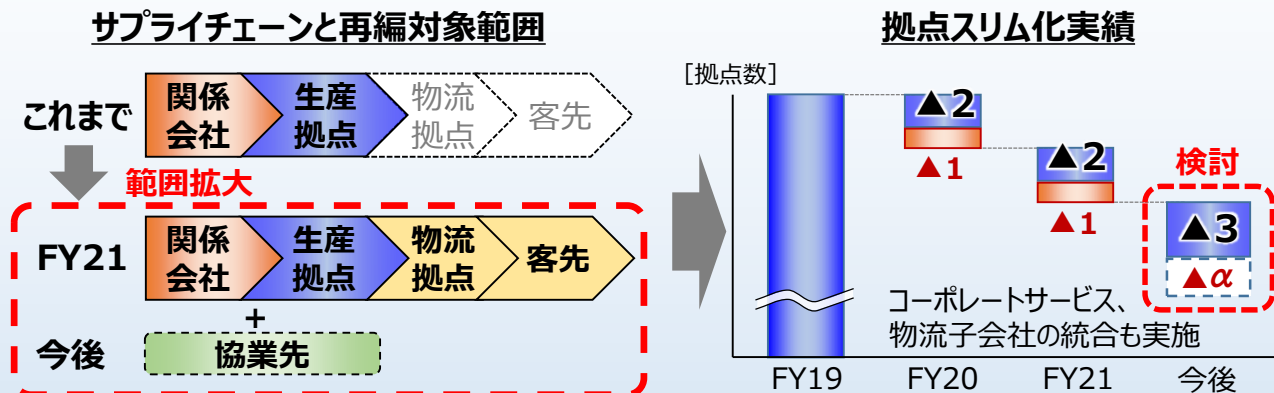 サプライチェーンと再編対象範囲
これまで
関係
会社
生産
拠点
物流
拠点
客先
範囲拡大
FY21
関係
会社
生産
拠点
物流
拠点
客先
+
今後
協業先
拠点スリム化実績
[拠点数]
▲2
▲1
▲2
▲1
検討
▲3
▲α
コーポレートサービス、
物流子会社の統合も実施
FY19
FY20
FY21
今後